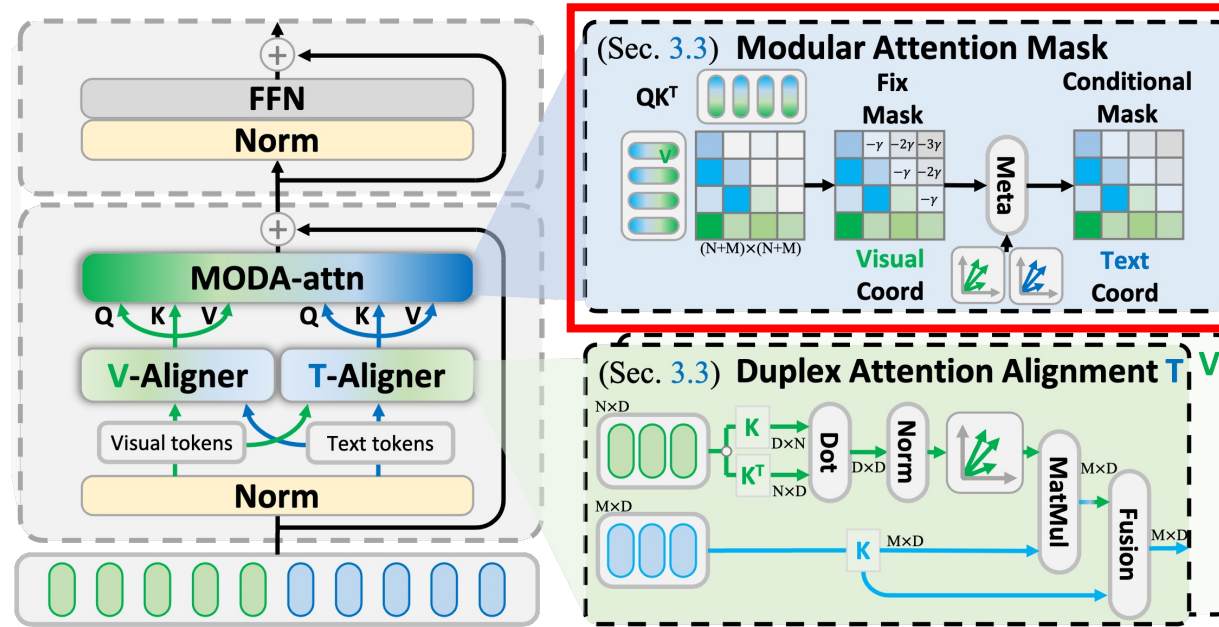 FFN
Norm
MODA-attn
Q K V Q K V
V-Aligner T-Aligner
Visual tokens Text tokens
Norm
(Sec. 3.3) Modular Attention Mask
QKᵀ
V
(N+M)×(N+M)
Fix
Mask
-γ -2γ -3γ
-γ -2γ
-γ
Visual
Coord
Meta
Conditional
Mask
Text
Coord
(Sec. 3.3) Duplex Attention Alignment T
V
N×D
K
D×N
Kᵀ
N×D
Dot
D×D
Norm
MatMul
M×D
Fusion
M×D
M×D
K
M×D